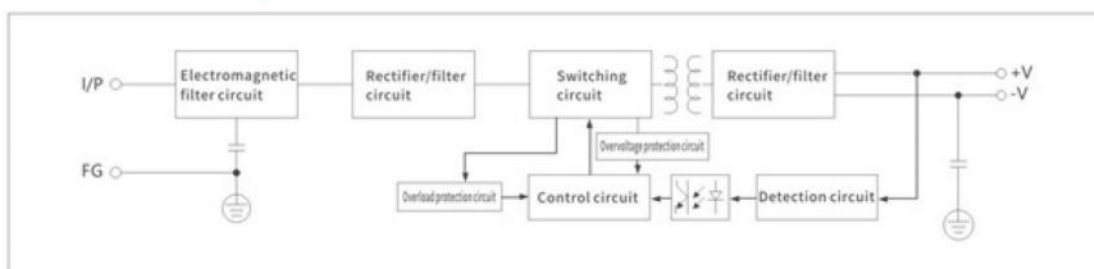 I/P
Electromagnetic
filter circuit
Rectifier/filter
circuit
Switching
circuit
Rectifier/filter
circuit
+V
-V
Overvoltage protection circuit
FG
Overload protection circuit
Control circuit
Detection circuit